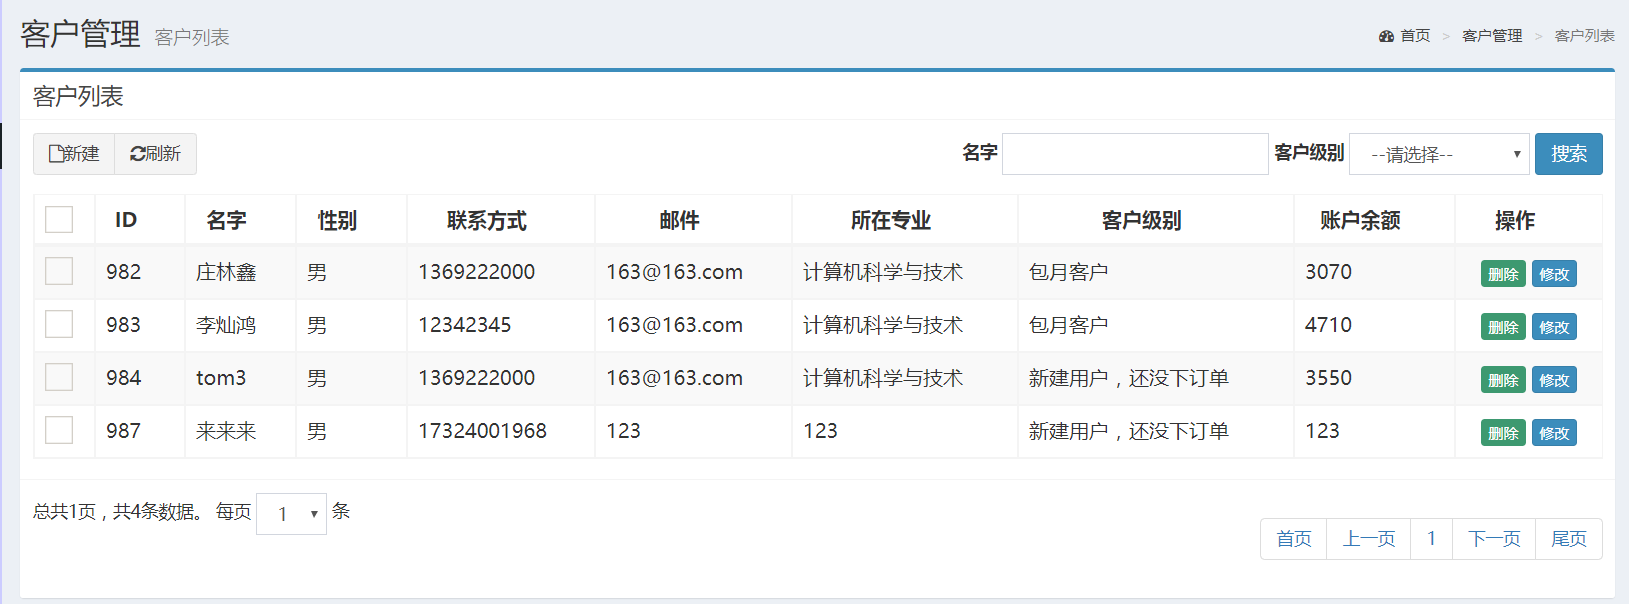 客户管理 客户列表
首页 > 客户管理 > 客户列表
客户列表
新建 刷新 名字 客户级别 --请选择-- 搜索
ID 名字 性别 联系方式 邮件 所在专业 客户级别 账户余额 操作
982 庄林鑫 男 1369222000 163@163.com 计算机科学与技术 包月客户 3070 删除 修改
983 李灿鸿 男 12342345 163@163.com 计算机科学与技术 包月客户 4710 删除 修改
984 tom3 男 1369222000 163@163.com 计算机科学与技术 新建用户，还没下订单 3550 删除 修改
987 来来来 男 17324001968 123 123 新建用户，还没下订单 123 删除 修改
总共1页，共4条数据。 每页 1 条
首页 上一页 1 下一页 尾页